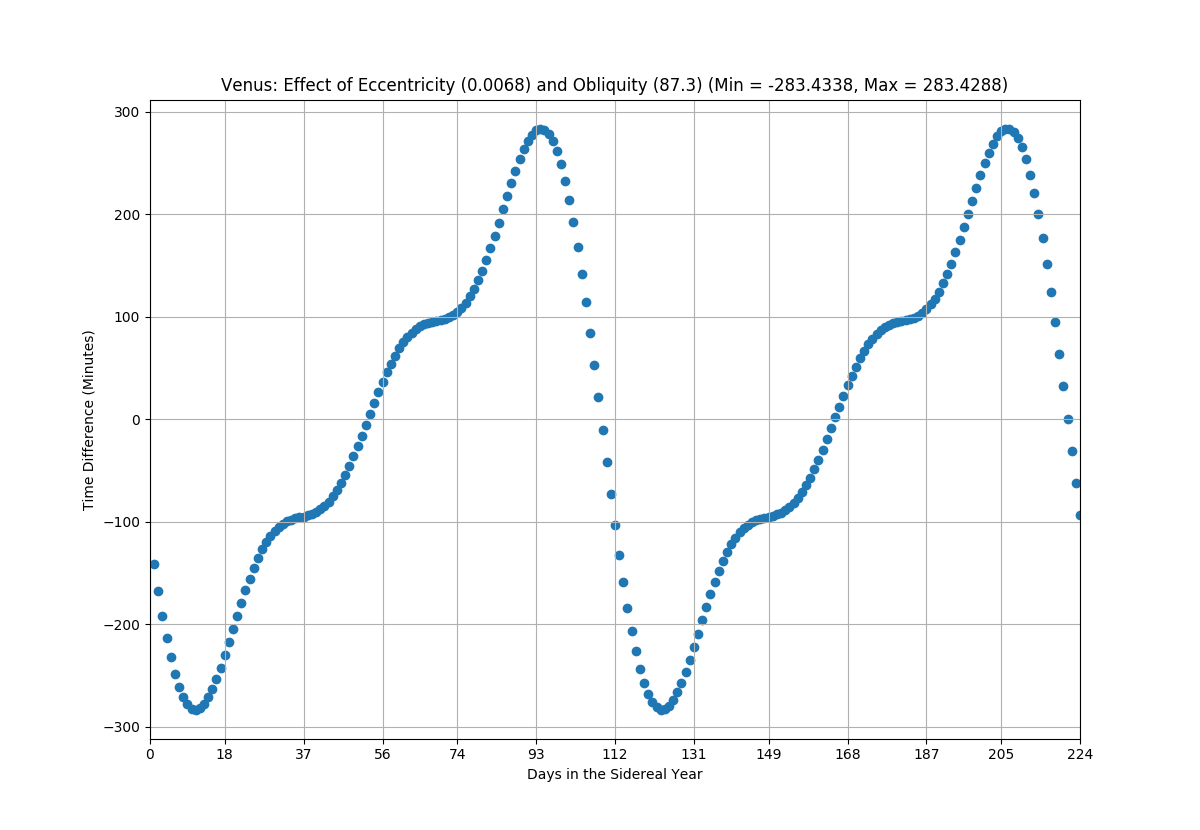 Venus: Effect of Eccentricity (0.0068) and Obliquity (87.3) (Min = -283.4338, Max = 283.4288)
300
200
100
0
−100
−200
−300
Time Difference (Minutes)
0 18 37 56 74 93 112 131 149 168 187 205 224
Days in the Sidereal Year